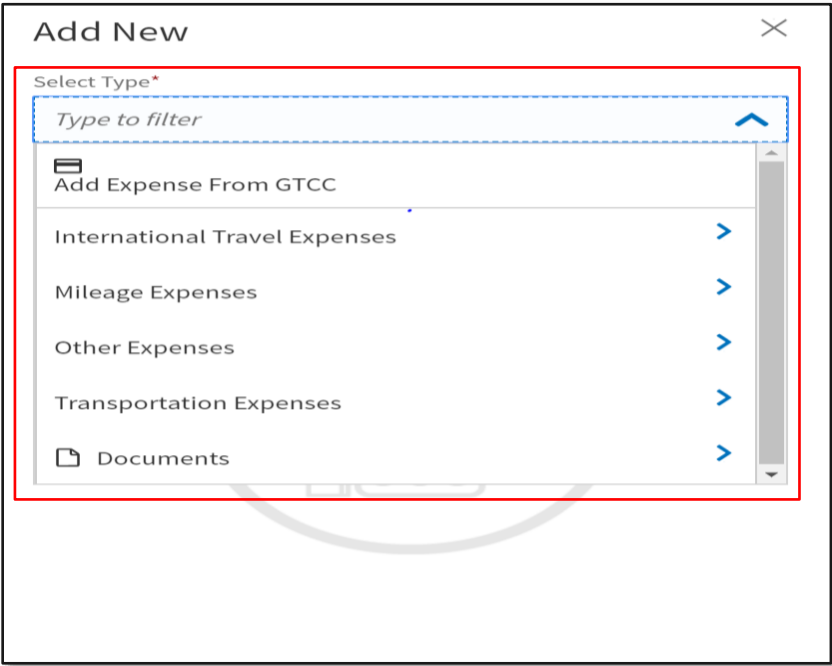 Add New
Select Type*
Type to filter
Add Expense From GTCC
International Travel Expenses
Mileage Expenses
Other Expenses
Transportation Expenses
Documents